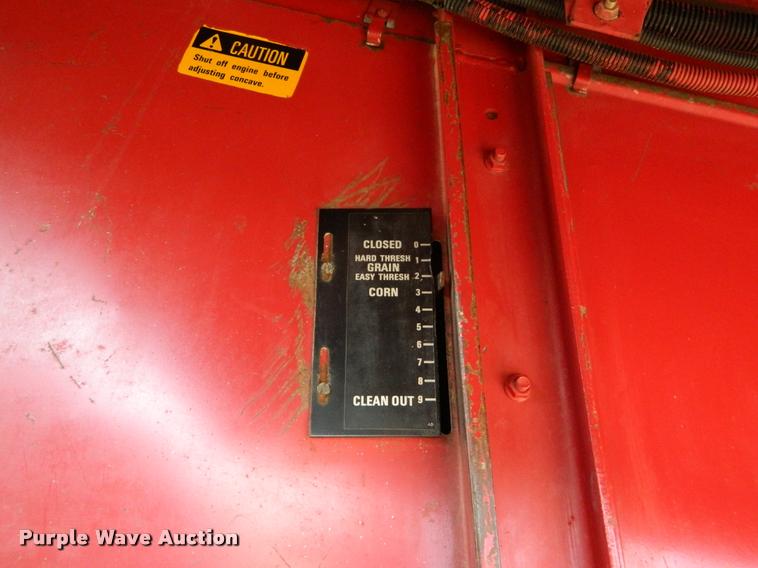 CAUTION
Shut off engine before
adjusting concave.
CLOSED 0
HARD THRESH 1
GRAIN
EASY THRESH 2
CORN 3
4
5
6
7
8
CLEAN OUT 9
Purple Wave Auction